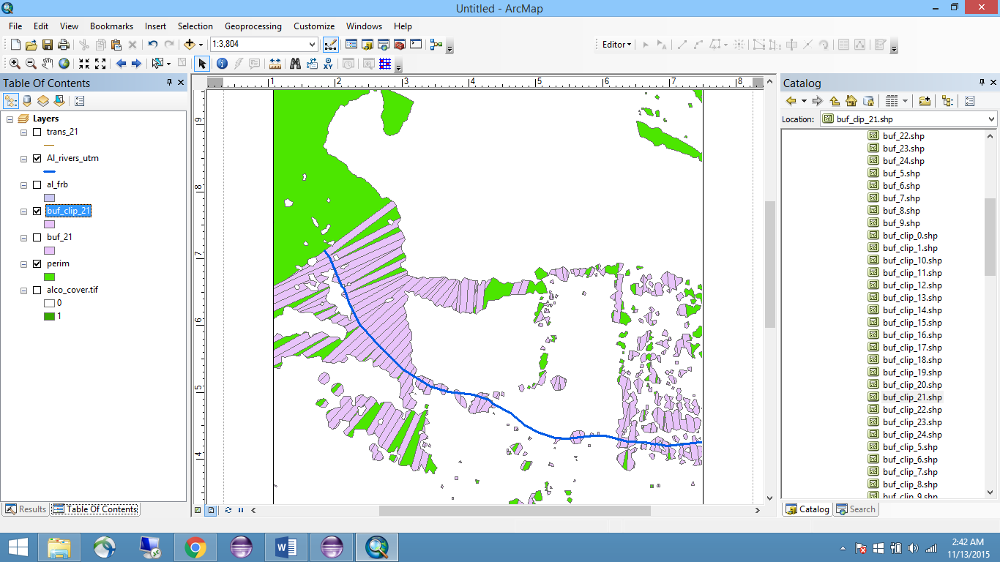 Untitled - ArcMap
File Edit View Bookmarks Insert Selection Geoprocessing Customize Windows Help
1:3,804
Editor
Table Of Contents
Layers
trans_21
Al_rivers_utm
al_frb
buf_clip_21
buf_21
perim
alco_cover.tif
0
1
Results Table Of Contents
1 2 3 4 5 6 7 8
9
8
7
6
5
4
Catalog
Location: buf_clip_21.shp
buf_22.shp
buf_23.shp
buf_24.shp
buf_5.shp
buf_6.shp
buf_7.shp
buf_8.shp
buf_9.shp
buf_clip_0.shp
buf_clip_1.shp
buf_clip_10.shp
buf_clip_11.shp
buf_clip_12.shp
buf_clip_13.shp
buf_clip_14.shp
buf_clip_15.shp
buf_clip_16.shp
buf_clip_17.shp
buf_clip_18.shp
buf_clip_19.shp
buf_clip_20.shp
buf_clip_21.shp
buf_clip_22.shp
buf_clip_23.shp
buf_clip_24.shp
buf_clip_5.shp
buf_clip_6.shp
buf_clip_7.shp
buf_clip_8.shp
buf_clip_9.shp
Catalog Search
2:42 AM
11/13/2015